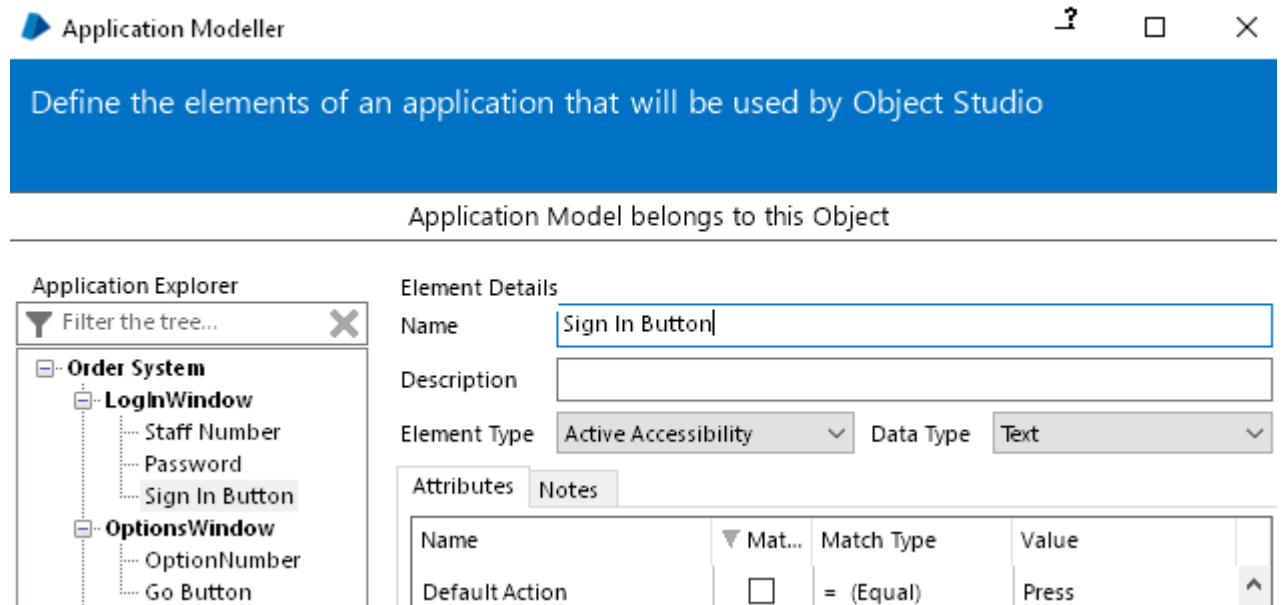 Application Modeller
Define the elements of an application that will be used by Object Studio
Application Model belongs to this Object
Application Explorer
Filter the tree...
Order System
LogInWindow
Staff Number
Password
Sign In Button
OptionsWindow
OptionNumber
Go Button
Element Details
Name Sign In Button
Description
Element Type Active Accessibility Data Type Text
Attributes Notes
Name Mat... Match Type Value
Default Action = (Equal) Press